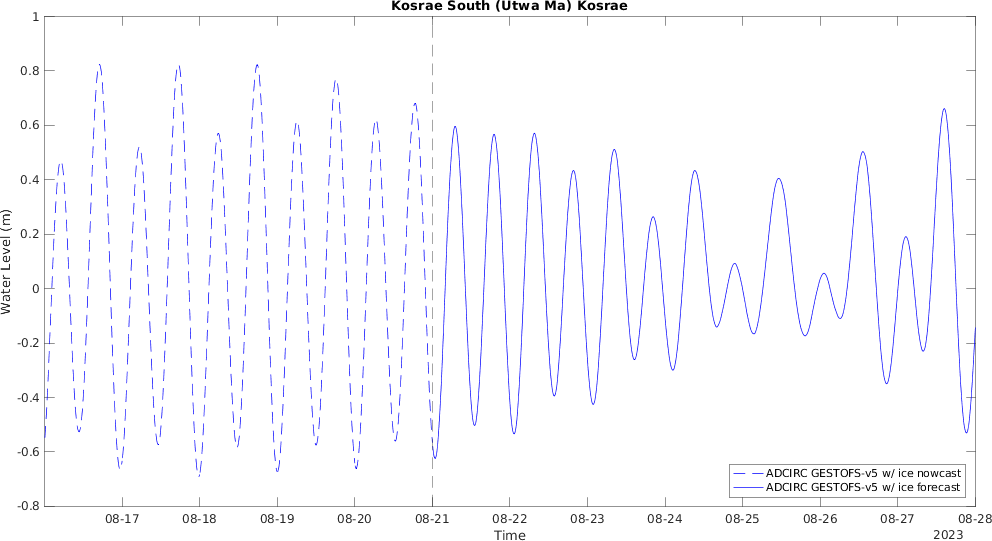 Kosrae South (Utwa Ma) Kosrae
1
0.8
0.6
0.4
0.2
0
-0.2
-0.4
-0.6
-0.8
Water Level (m)
ADCIRC GESTOFS-v5 w/ ice nowcast
ADCIRC GESTOFS-v5 w/ ice forecast
08-17 08-18 08-19 08-20 08-21 08-22 08-23 08-24 08-25 08-26 08-27 08-28
Time
2023